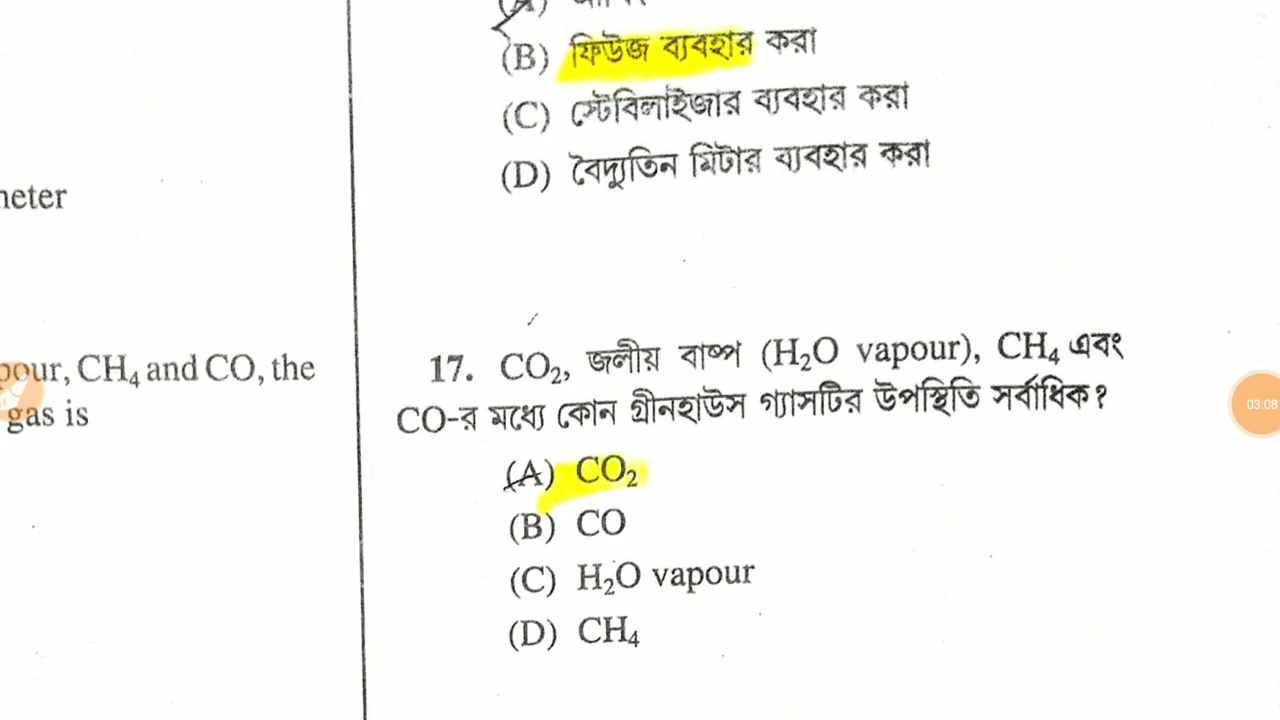 (B) ফিউজ ব্যবহার করা
(C) স্টেবিলাইজার ব্যবহার করা
(D) বৈদ্যুতিন মিটার ব্যবহার করা
neter
pour, CH₄ and CO, the
gas is
17. CO₂, জলীয় বাষ্প (H₂O vapour), CH₄ এবং
CO-র মধ্যে কোন গ্রীনহাউস গ্যাসটির উপস্থিতি সর্বাধিক?
(A) CO₂
(B) CO
(C) H₂O vapour
(D) CH₄
03:08